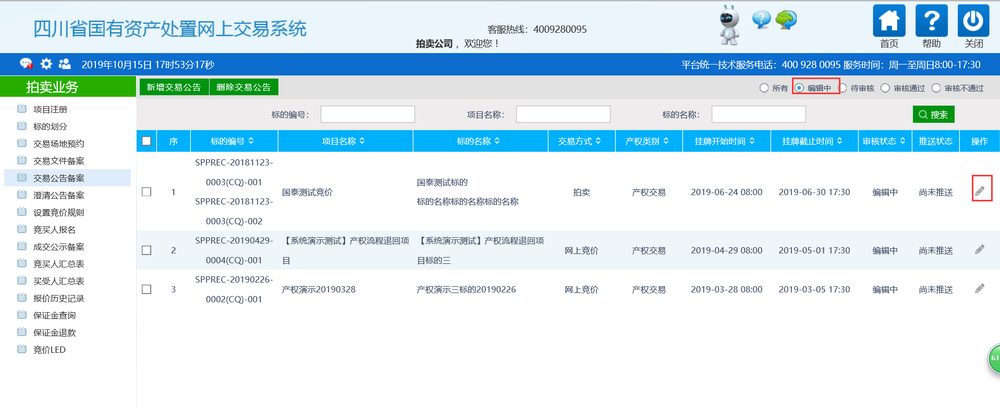 四川省国有资产处置网上交易系统
客服热线：4009280095
拍卖公司，欢迎您！
首页
帮助
关闭
2019年10月15日 17时53分17秒
平台统一技术服务电话：400 928 0095 服务时间：周一至周日8:00-17:30
拍卖业务
项目注册
标的划分
交易场地预约
交易文件备案
交易公告备案
澄清公告备案
设置竞价规则
竞买人报名
成交公示备案
竞买人汇总表
买受人汇总表
报价历史记录
保证金查询
保证金退款
竞价LED
新增交易公告
删除交易公告
所有
编辑中
待审核
审核通过
审核不通过
标的编号：
项目名称：
标的名称：
搜索
序
标的编号
项目名称
标的名称
交易方式
产权类别
挂牌开始时间
挂牌截止时间
审核状态
推送状态
操作
1
SPPREC-20181123-
0003(CQ)-001
SPPREC-20181123-
0003(CQ)-002
国泰测试竞价
国泰测试标的
标的名称标的名称标的名称
拍卖
产权交易
2019-06-24 08:00
2019-06-30 17:30
编辑中
尚未推送
2
SPPREC-20190429-
0004(CQ)-001
【系统演示测试】产权流程退回项
目
【系统演示测试】产权流程退回项
目标的三
网上竞价
产权交易
2019-04-29 08:00
2019-05-01 17:30
编辑中
尚未推送
3
SPPREC-20190226-
0002(CQ)-001
产权演示20190328
产权演示三标的20190226
网上竞价
产权交易
2019-03-28 08:00
2019-03-05 17:30
编辑中
尚未推送
61